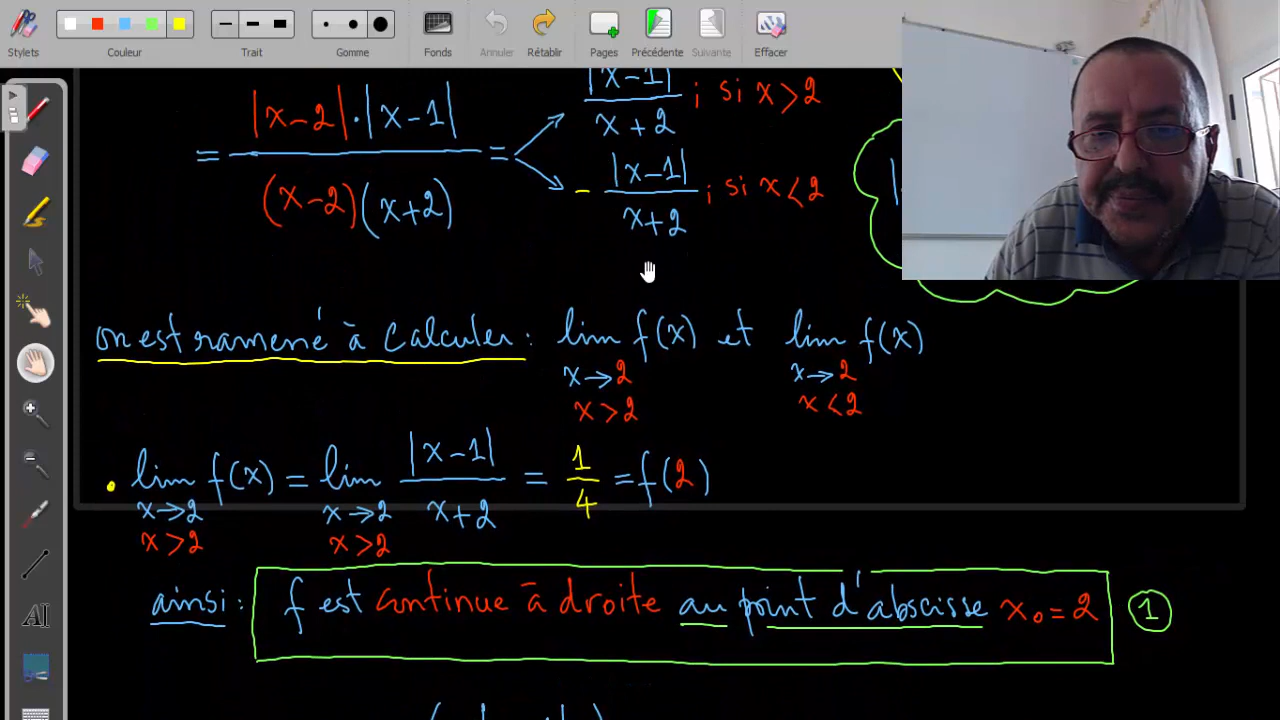 Stylets Couleur Trait Gomme Fonds Annuler Rétablir Pages Précédente Suivante Effacer
= |x-2|·|x-1| / (x-2)(x+2) =
|x-1| / x+2 ; si x > 2
- |x-1| / x+2 ; si x < 2
on est ramené à calculer : lim f(x) et lim f(x)
x→2 x→2
x > 2 x < 2
• lim f(x) = lim |x-1| / x+2 = 1/4 = f(2)
x→2 x→2
x > 2 x > 2
ainsi : f est continue à droite au point d'abscisse x₀ = 2 ①
AI